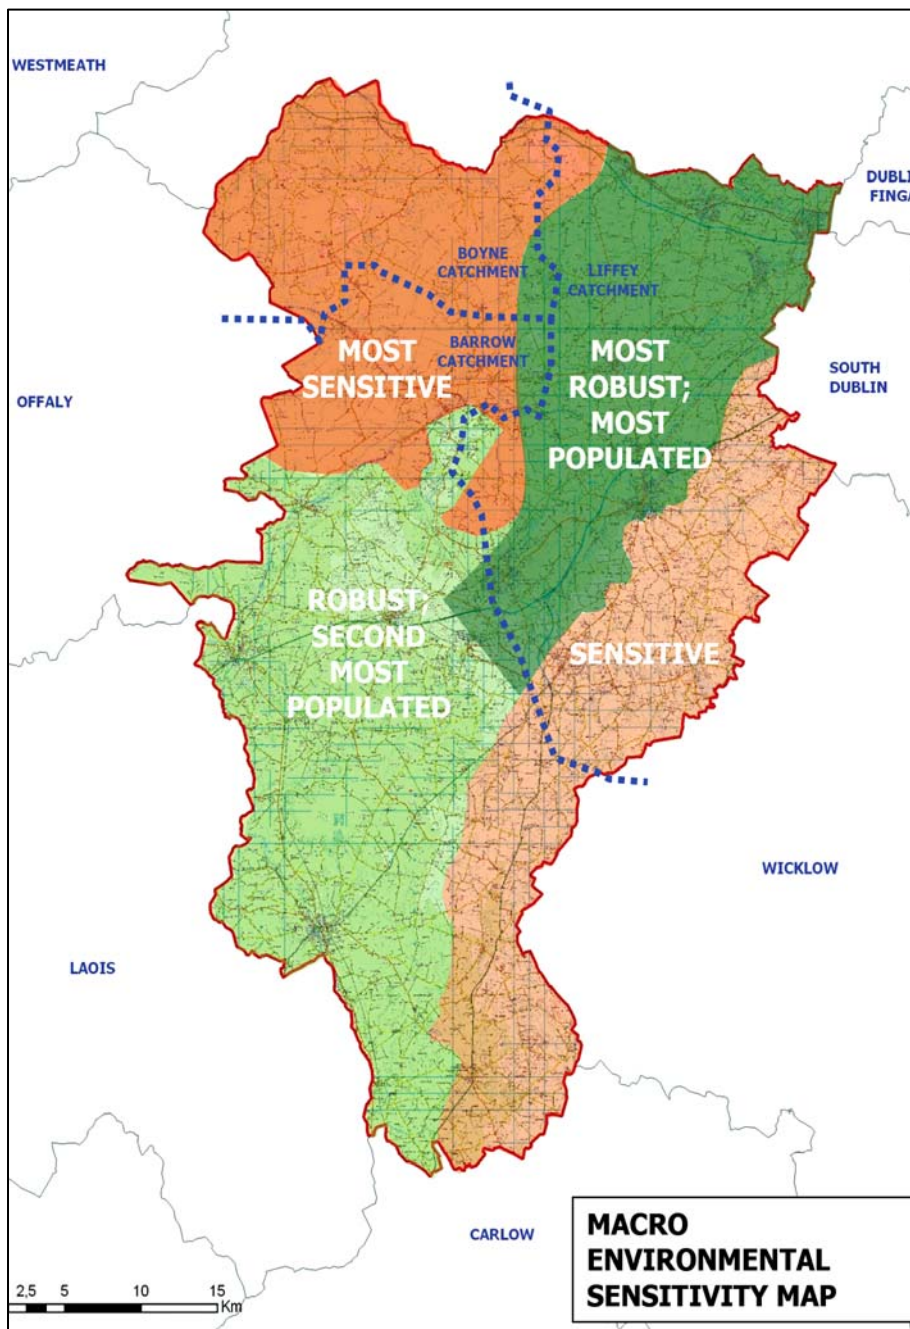 WESTMEATH
DUBLI
FINGA
BOYNE
CATCHMENT
LIFFEY
CATCHMENT
BARROW
CATCHMENT
MOST
SENSITIVE
MOST
ROBUST;
MOST
POPULATED
SOUTH
DUBLIN
OFFALY
ROBUST;
SECOND
MOST
POPULATED
SENSITIVE
WICKLOW
LAOIS
CARLOW
MACRO
ENVIRONMENTAL
SENSITIVITY MAP
2,5 5 10 15
Km